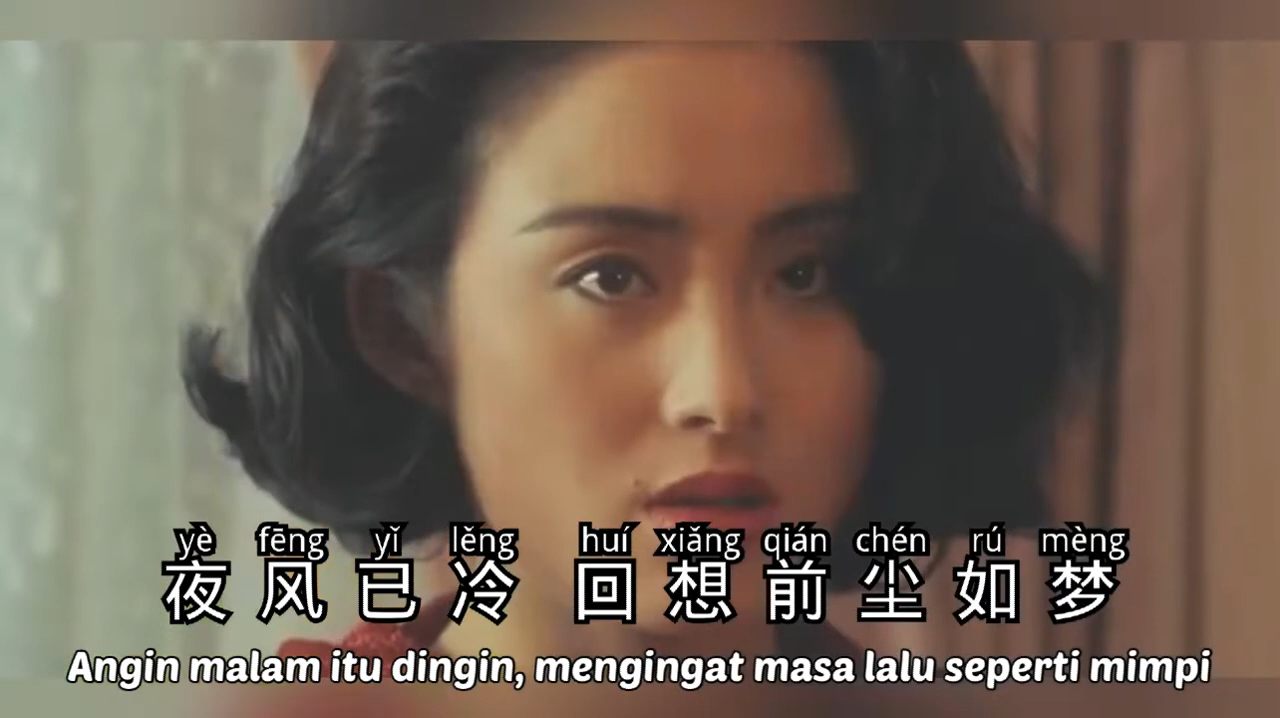 yè fēng yǐ lěng huí xiǎng qián chén rú mèng
夜风已冷 回想前尘如梦
Angin malam itu dingin, mengingat masa lalu seperti mimpi